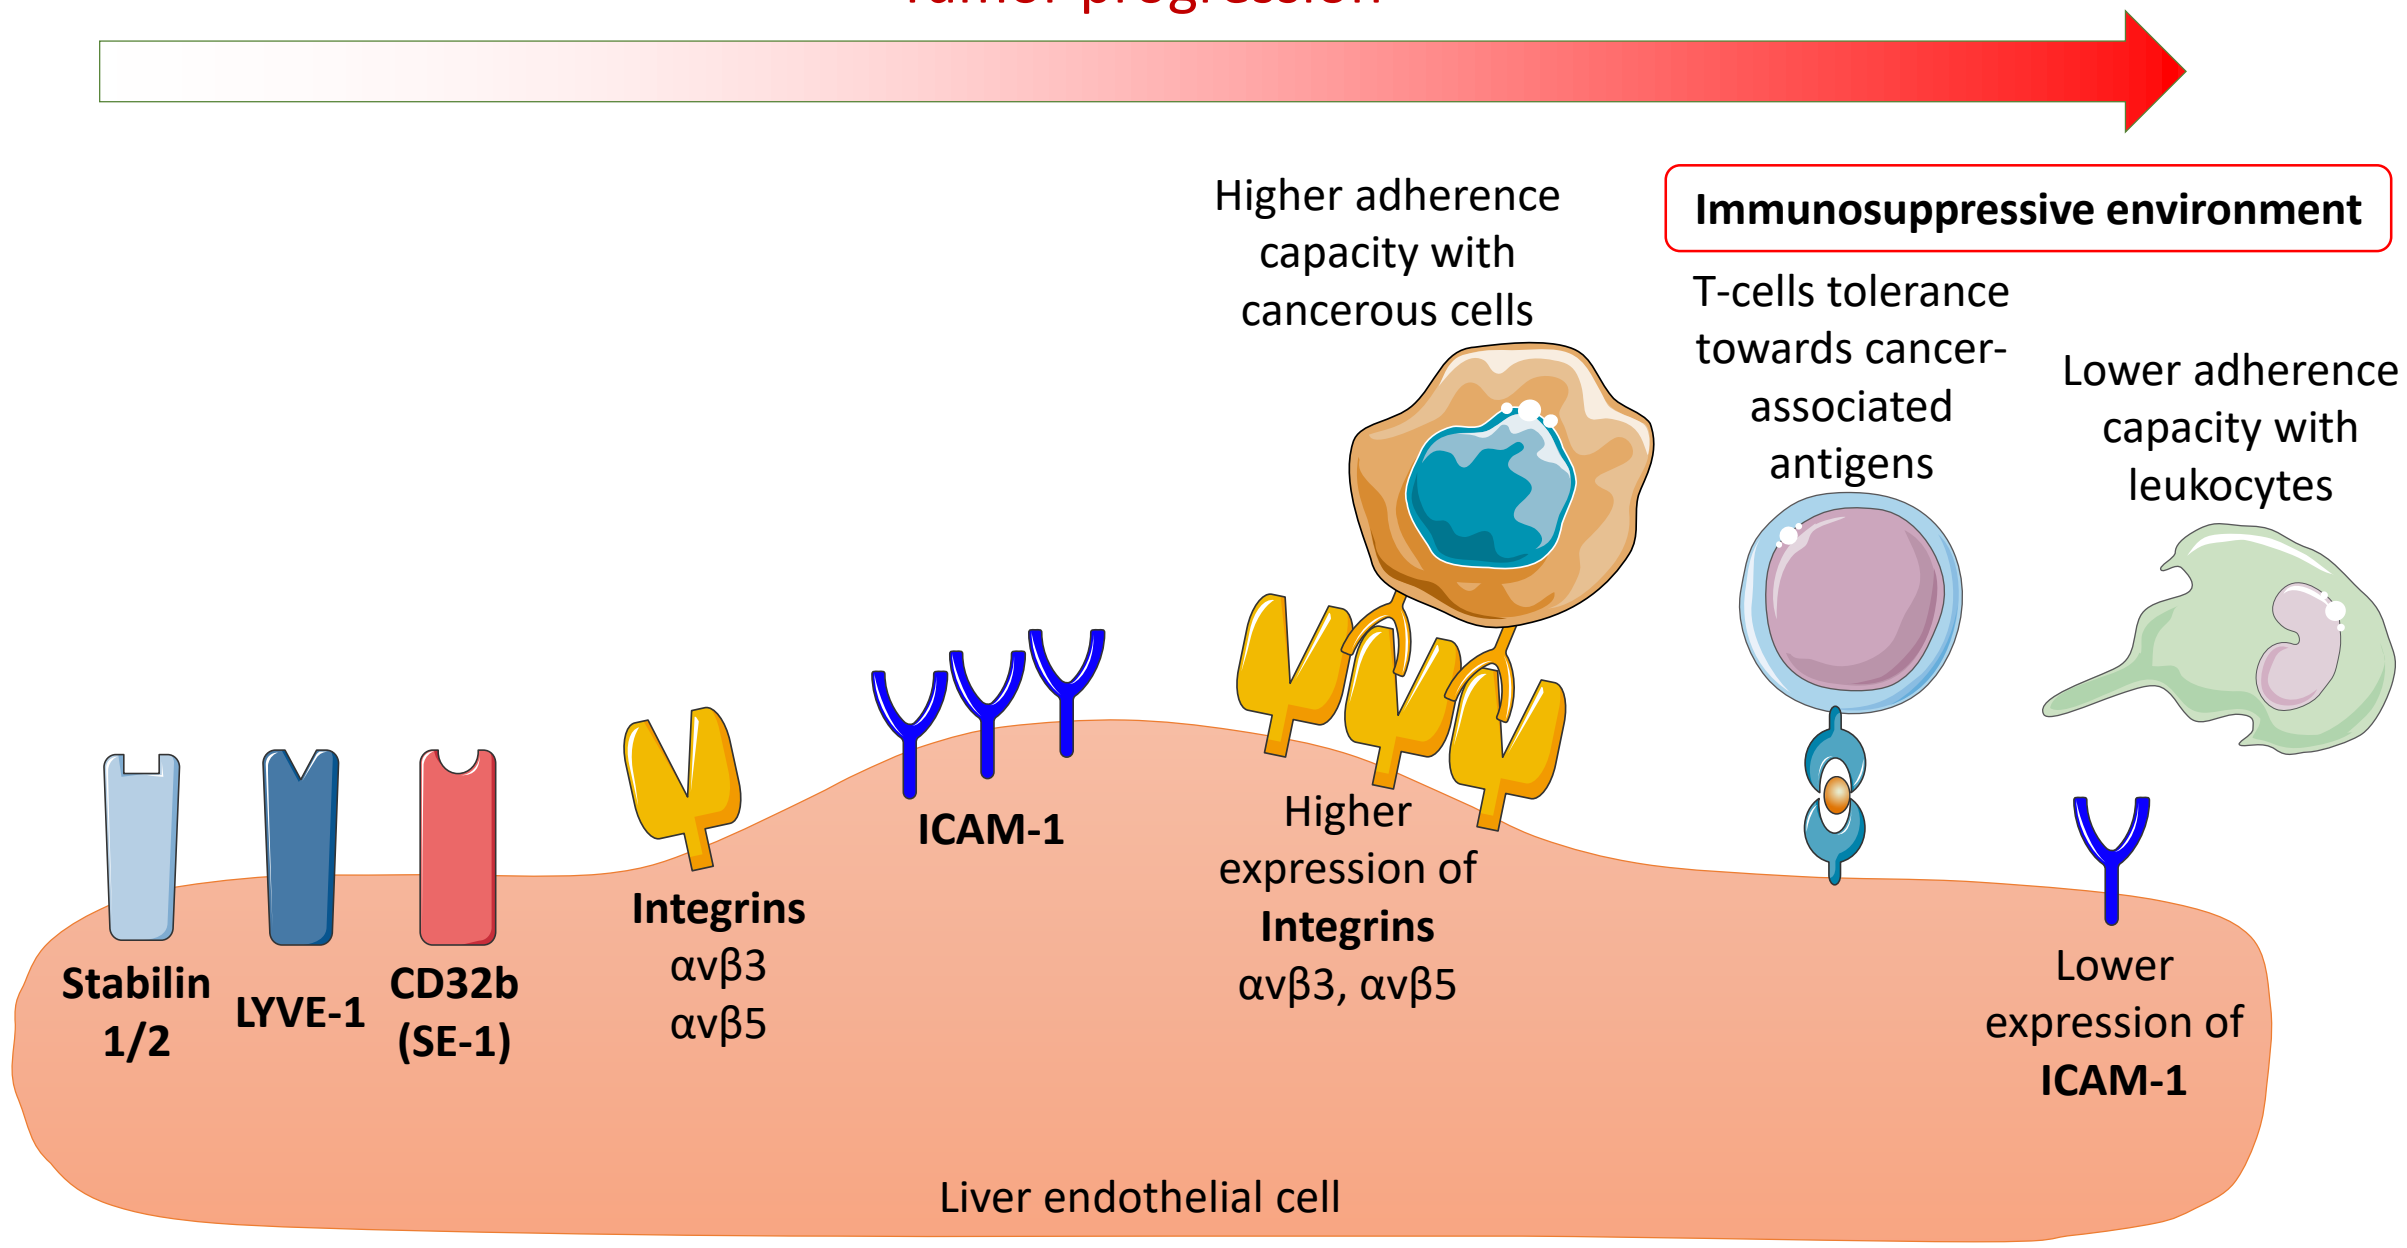 Tumor progression
Higher adherence
capacity with
cancerous cells
Immunosuppressive environment
T-cells tolerance
towards cancer-
associated
antigens
Lower adherence
capacity with
leukocytes
Stabilin
1/2
LYVE-1
CD32b
(SE-1)
Integrins
αvβ3
αvβ5
ICAM-1
Higher
expression of
Integrins
αvβ3, αvβ5
Lower
expression of
ICAM-1
Liver endothelial cell